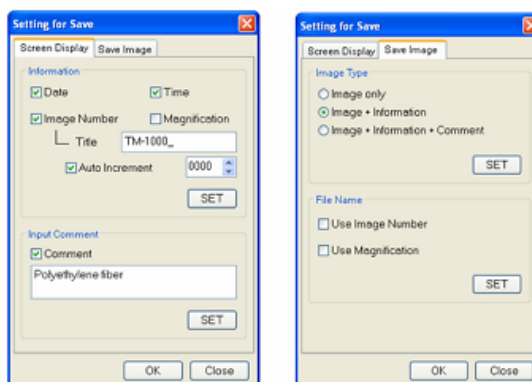 Setting for Save
Screen Display Save Image
Information
Date Time
Image Number Magnification
Title TM-1000_
Auto Increment 0000
SET
Input Comment
Comment
Polyethylene fiber
SET
OK Close
Setting for Save
Screen Display Save Image
Image Type
Image only
Image + Information
Image + Information + Comment
SET
File Name
Use Image Number
Use Magnification
SET
OK Close